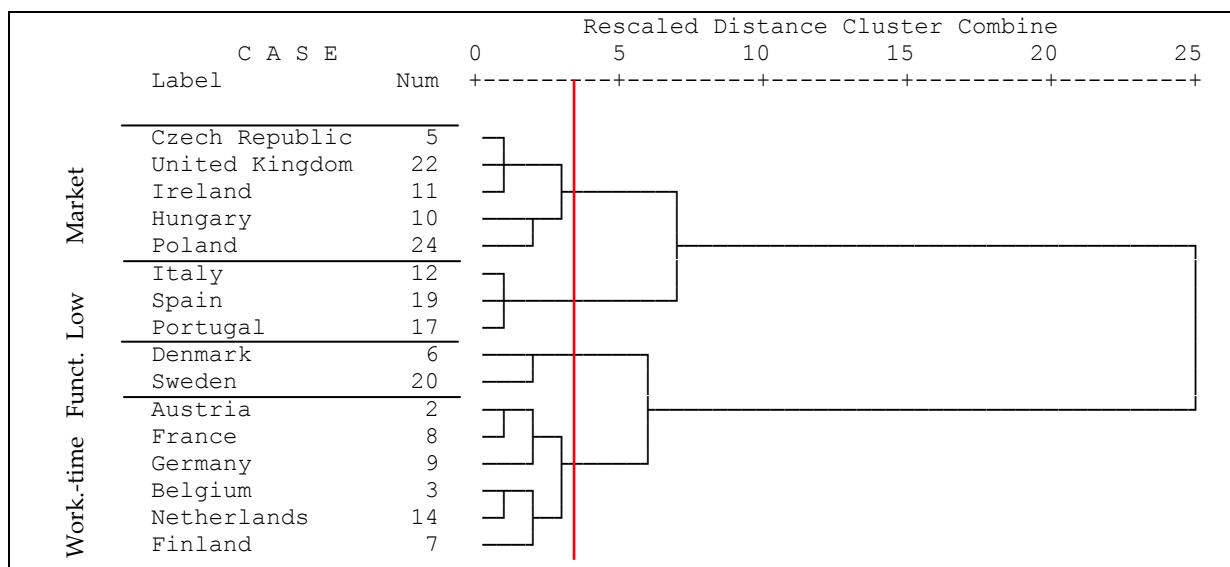 Rescaled Distance Cluster Combine
C A S E 0 5 10 15 20 25
Label Num +---------+---------+---------+---------+---------+
Market
Czech Republic 5
United Kingdom 22
Ireland 11
Hungary 10
Poland 24
Low
Italy 12
Spain 19
Portugal 17
Funct.
Denmark 6
Sweden 20
Work.-time
Austria 2
France 8
Germany 9
Belgium 3
Netherlands 14
Finland 7